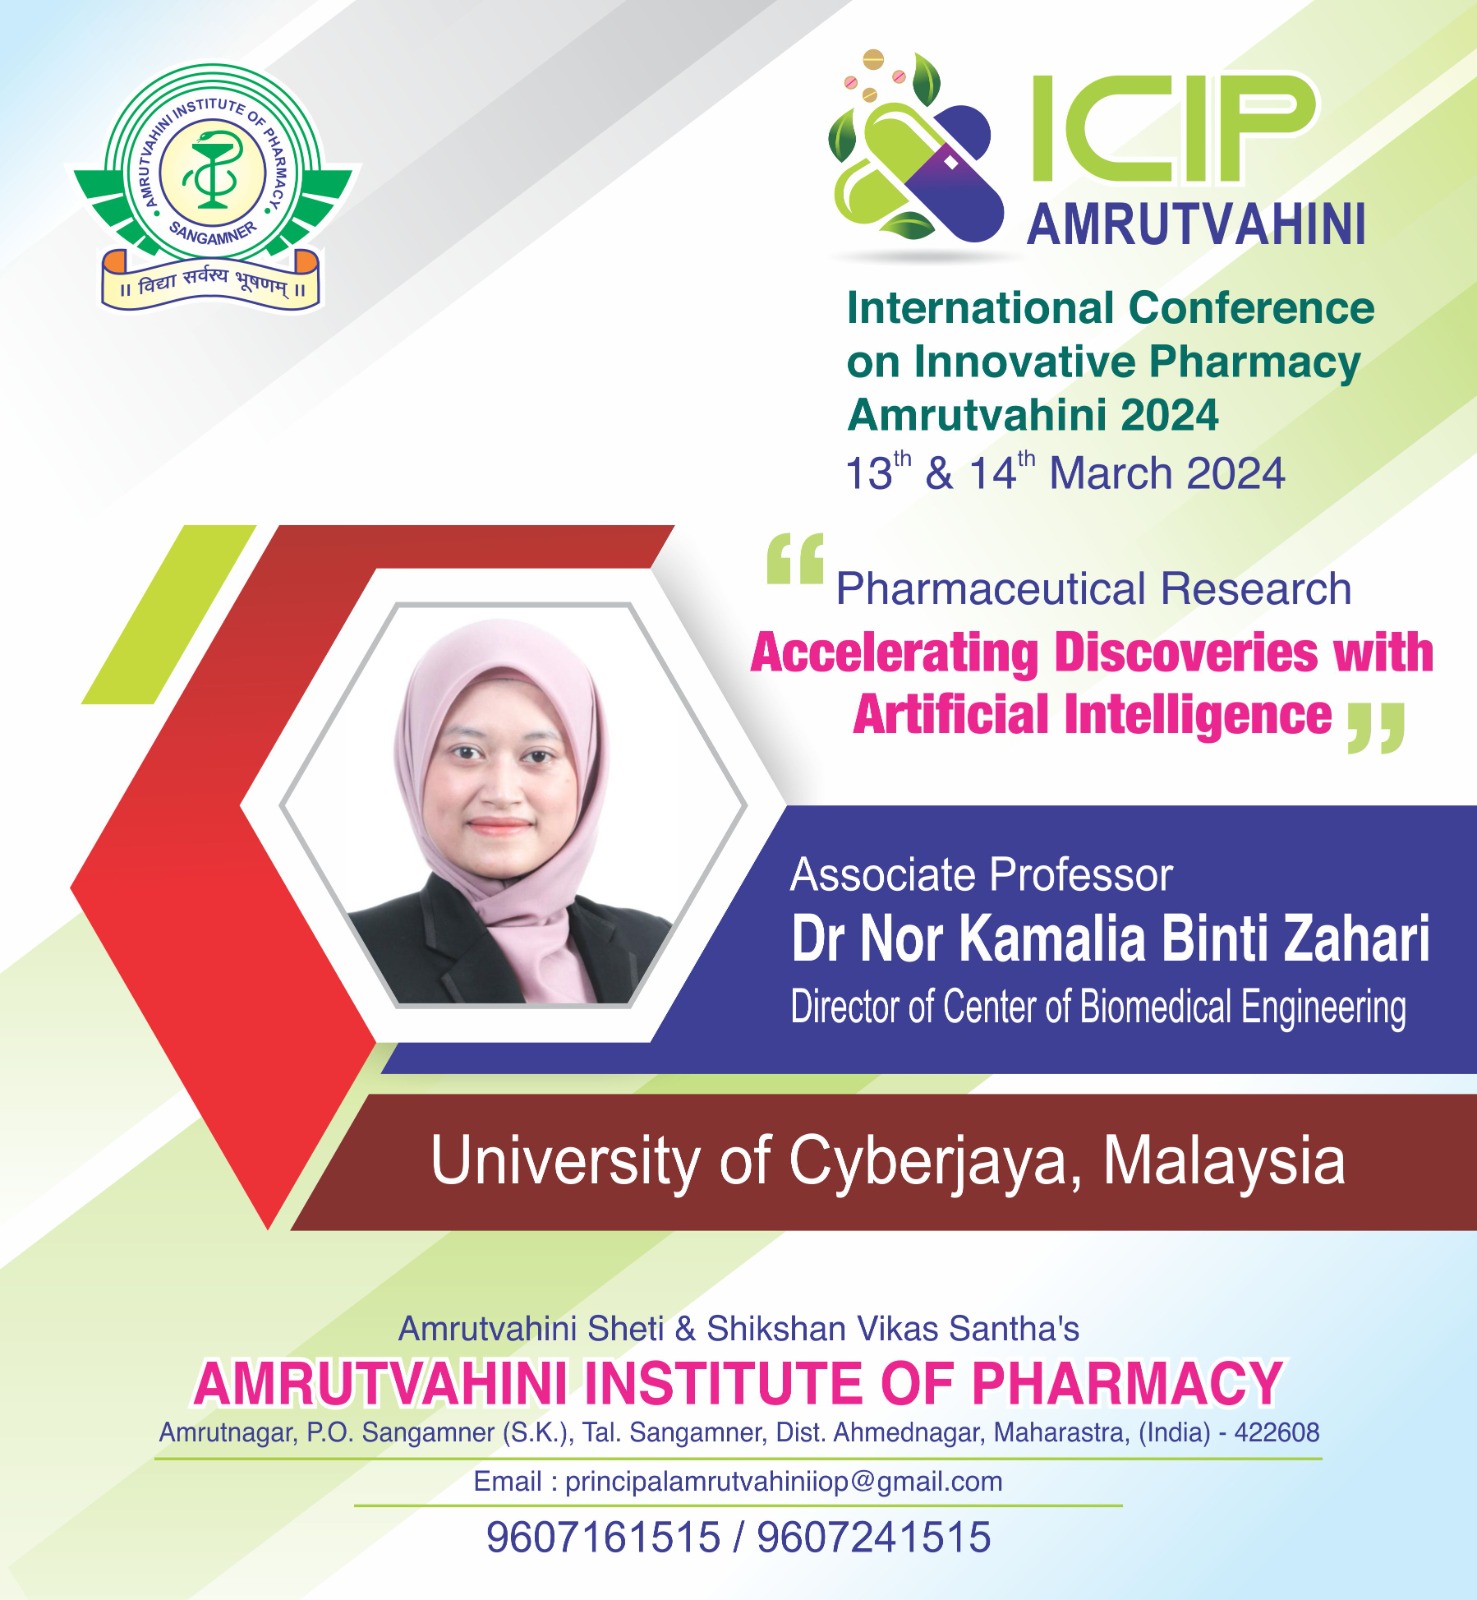 AMRUTVAHINI INSTITUTE OF PHARMACY
• SANGAMNER •
॥ विद्या सर्वस्य भूषणम् ॥
ICIP
AMRUTVAHINI
International Conference
on Innovative Pharmacy
Amrutvahini 2024
13th & 14th March 2024
“ Pharmaceutical Research
Accelerating Discoveries with
Artificial Intelligence ”
Associate Professor
Dr Nor Kamalia Binti Zahari
Director of Center of Biomedical Engineering
University of Cyberjaya, Malaysia
Amrutvahini Sheti & Shikshan Vikas Santha's
AMRUTVAHINI INSTITUTE OF PHARMACY
Amrutnagar, P.O. Sangamner (S.K.), Tal. Sangamner, Dist. Ahmednagar, Maharastra, (India) - 422608
Email : principalamrutvahiniiop@gmail.com
9607161515 / 9607241515